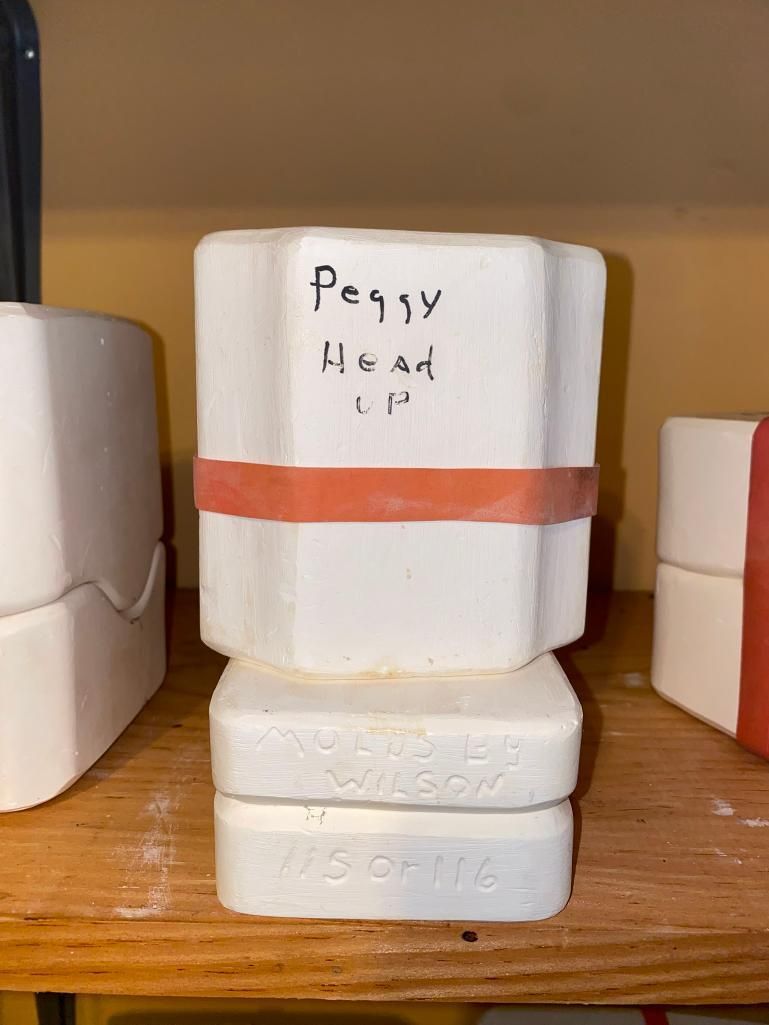 Peggy
Head
UP
MOLDS BY
WILSON
115 or 116